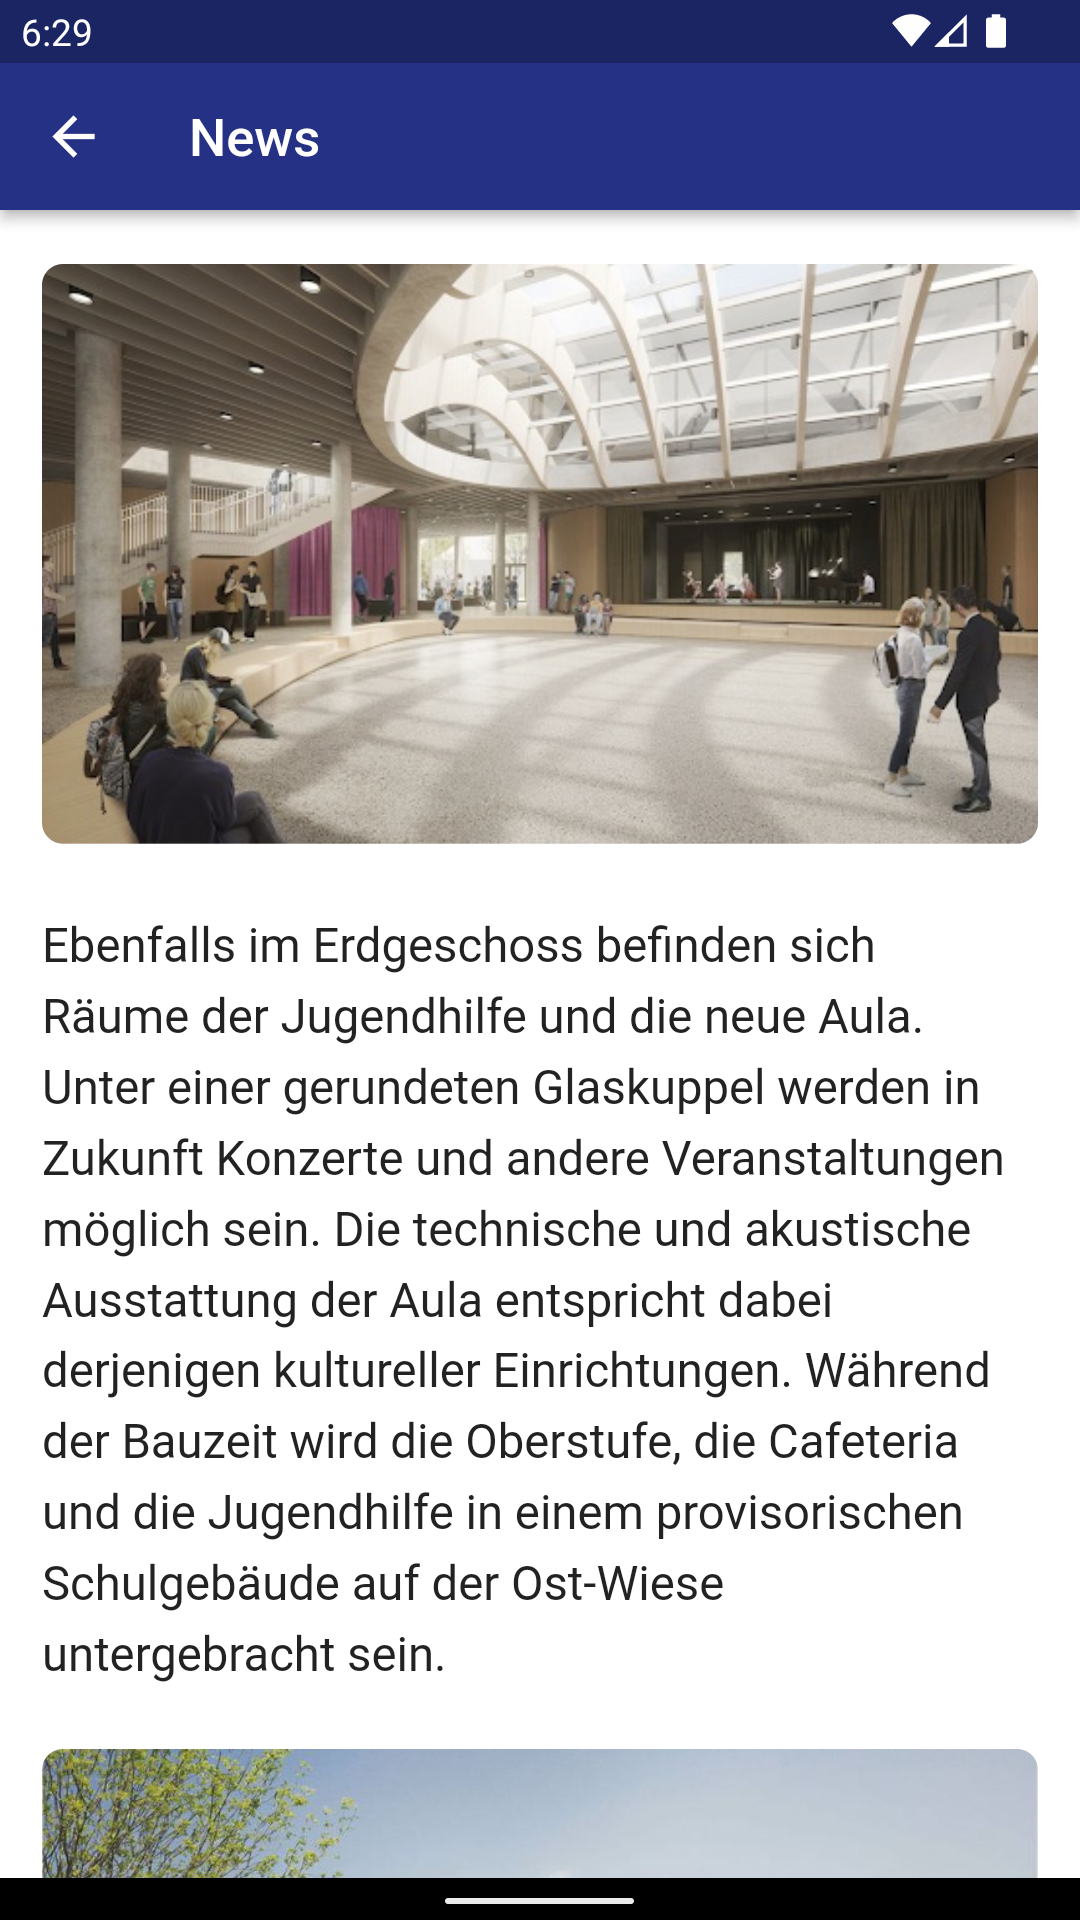 6:29
News
Ebenfalls im Erdgeschoss befinden sich
Räume der Jugendhilfe und die neue Aula.
Unter einer gerundeten Glaskuppel werden in
Zukunft Konzerte und andere Veranstaltungen
möglich sein. Die technische und akustische
Ausstattung der Aula entspricht dabei
derjenigen kultureller Einrichtungen. Während
der Bauzeit wird die Oberstufe, die Cafeteria
und die Jugendhilfe in einem provisorischen
Schulgebäude auf der Ost-Wiese
untergebracht sein.